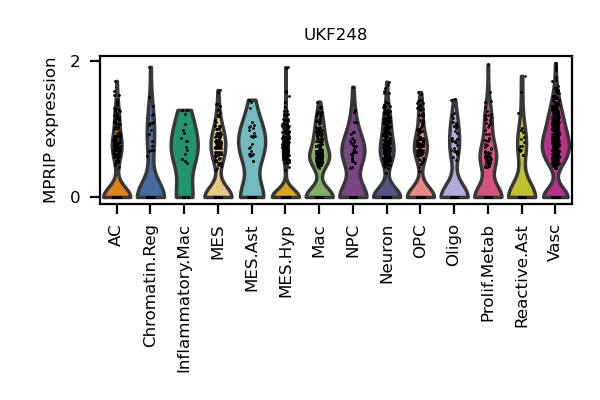 UKF248
MPRIP expression
2
0
AC
Chromatin.Reg
Inflammatory.Mac
MES
MES.Ast
MES.Hyp
Mac
NPC
Neuron
OPC
Oligo
Prolif.Metab
Reactive.Ast
Vasc